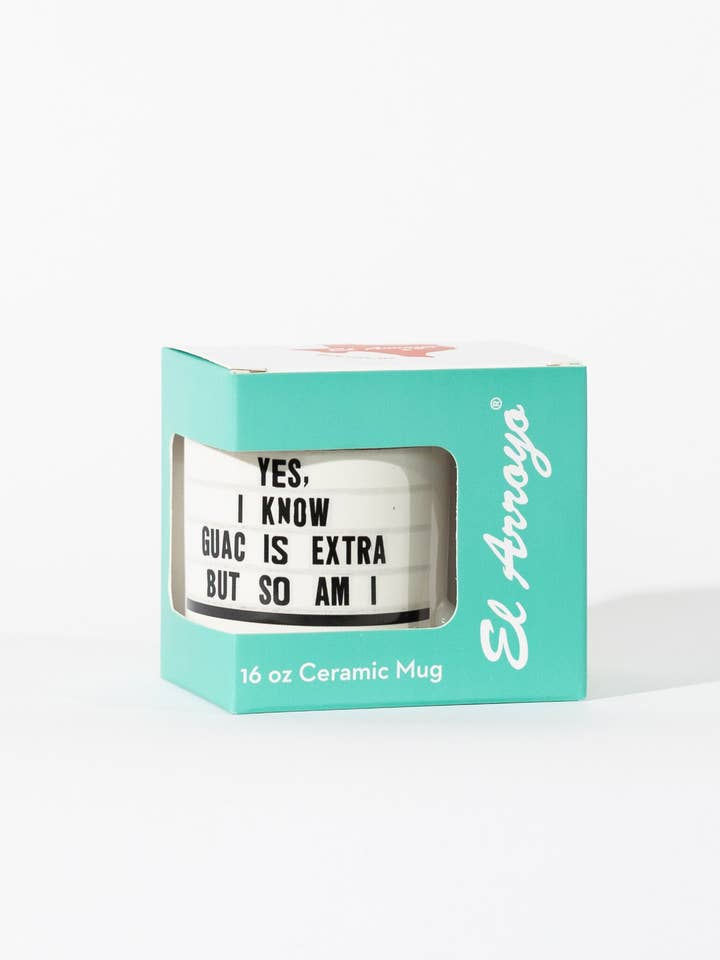 YES,
I KNOW
GUAC IS EXTRA
BUT SO AM I
16 oz Ceramic Mug
El Arroyo®